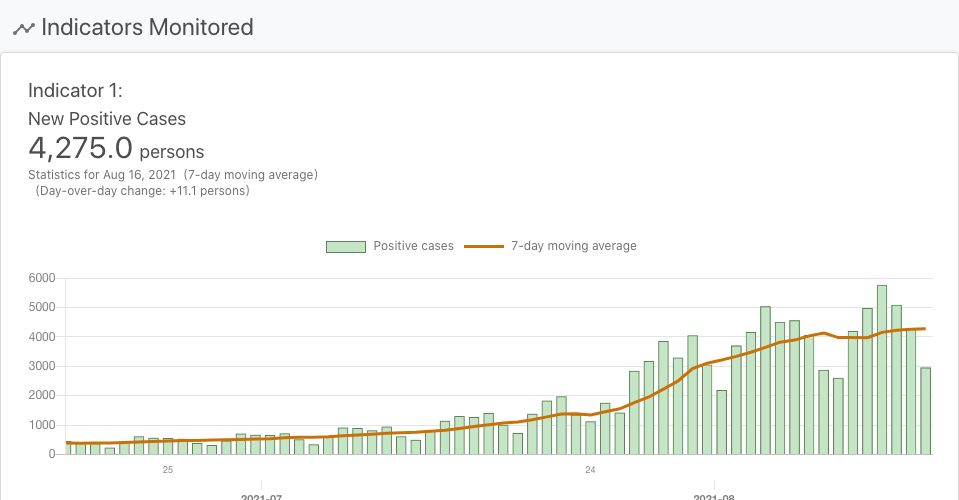 Indicators Monitored
Indicator 1:
New Positive Cases
4,275.0 persons
Statistics for Aug 16, 2021 (7-day moving average)
(Day-over-day change: +11.1 persons)
Positive cases 7-day moving average
6000
5000
4000
3000
2000
1000
0
25 24
2021-07 2021-08